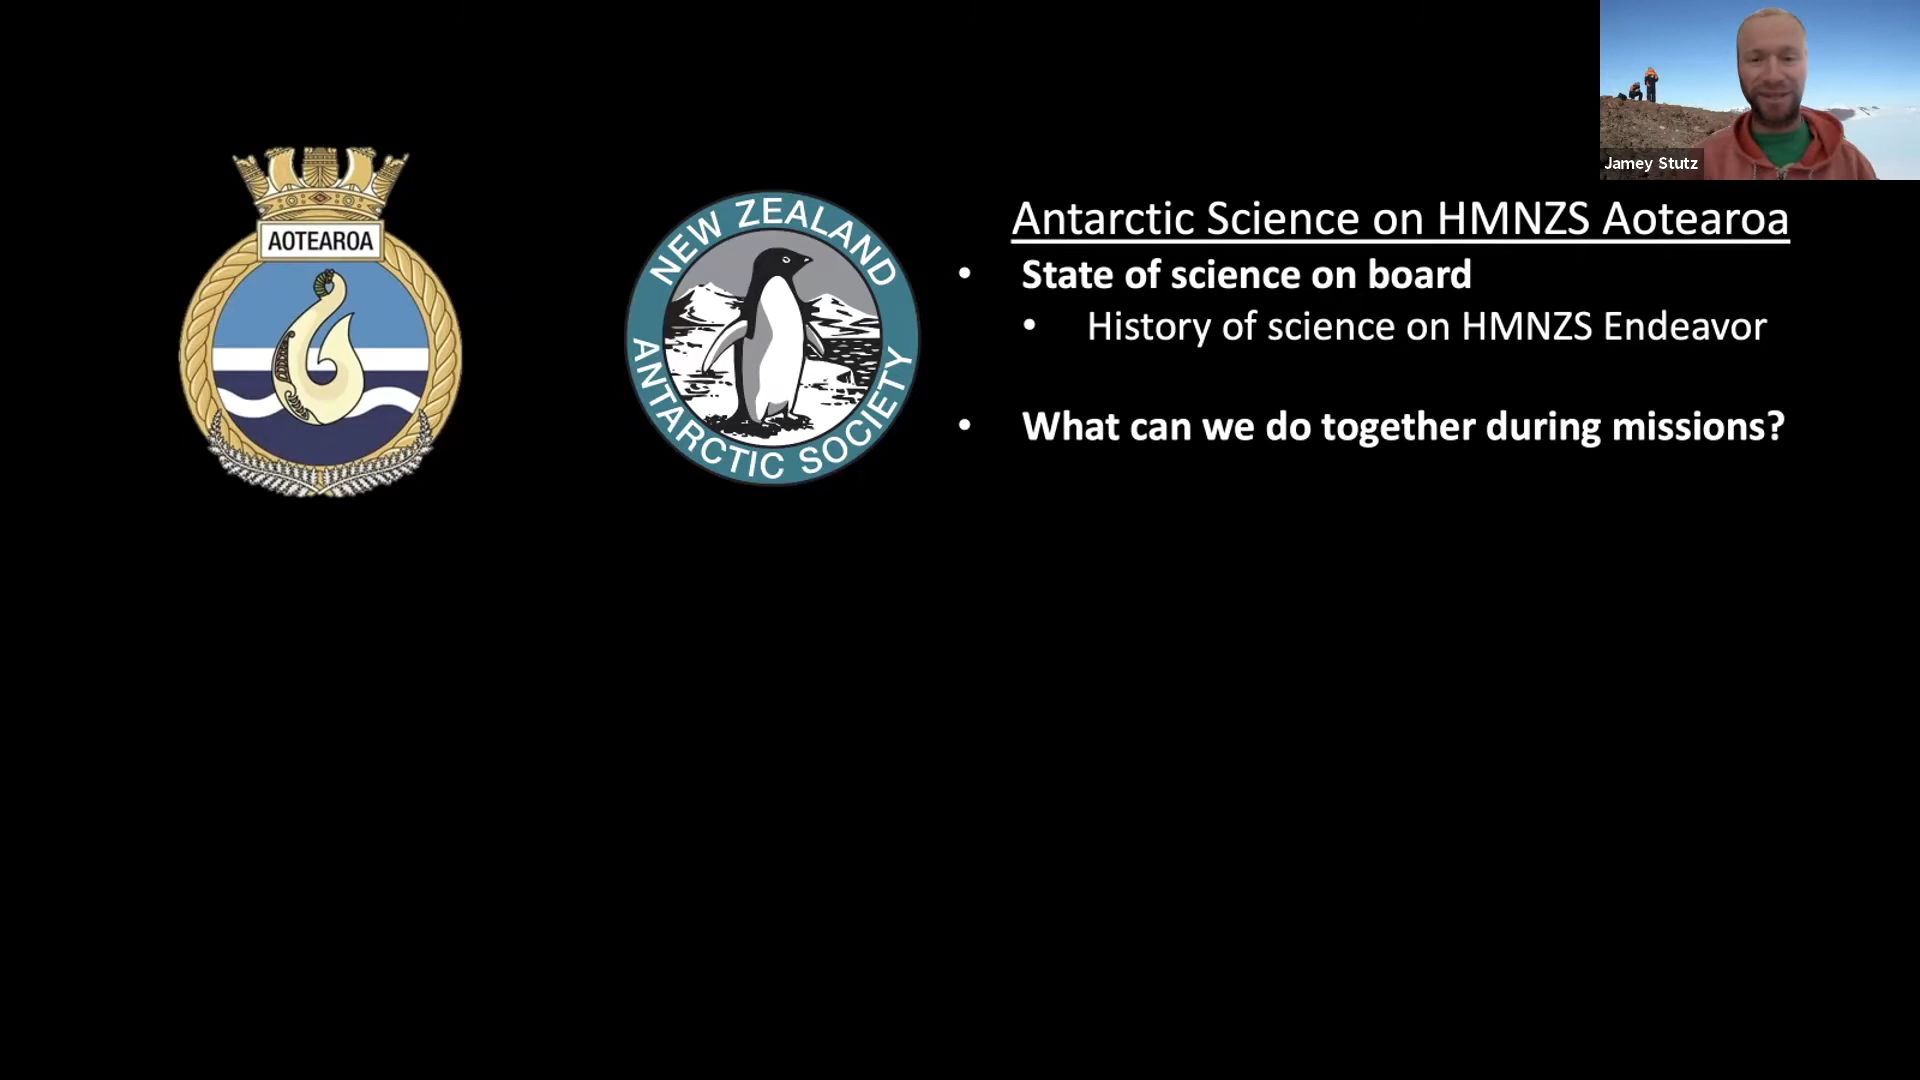 Jamey Stutz
AOTEAROA
NEW ZEALAND
ANTARCTIC SOCIETY
Antarctic Science on HMNZS Aotearoa
• State of science on board
• History of science on HMNZS Endeavor
• What can we do together during missions?